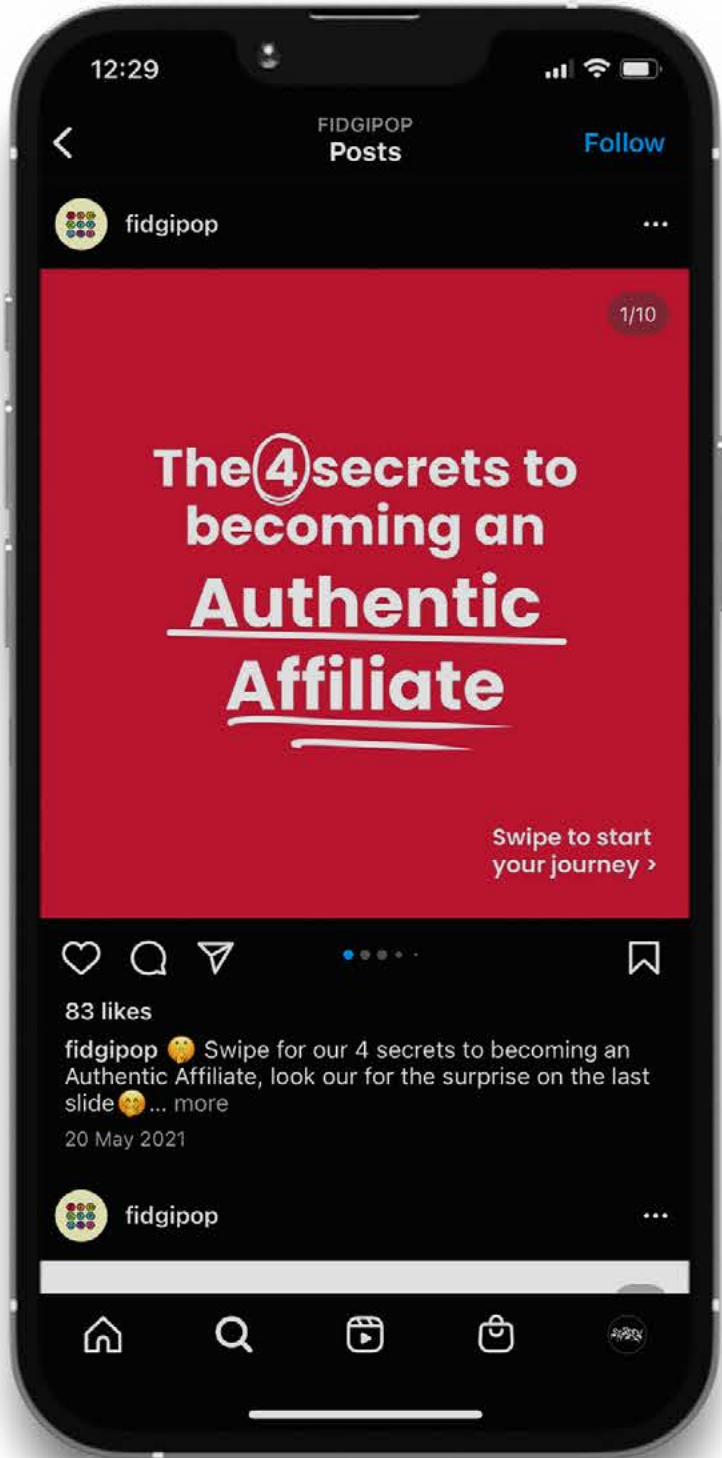 12:29
FIDGIPOP
Posts
Follow
fidgipop
1/10
The 4 secrets to
becoming an
Authentic
Affiliate
Swipe to start
your journey >
83 likes
fidgipop 🤫 Swipe for our 4 secrets to becoming an
Authentic Affiliate, look our for the surprise on the last
slide 🤭 ... more
20 May 2021
fidgipop